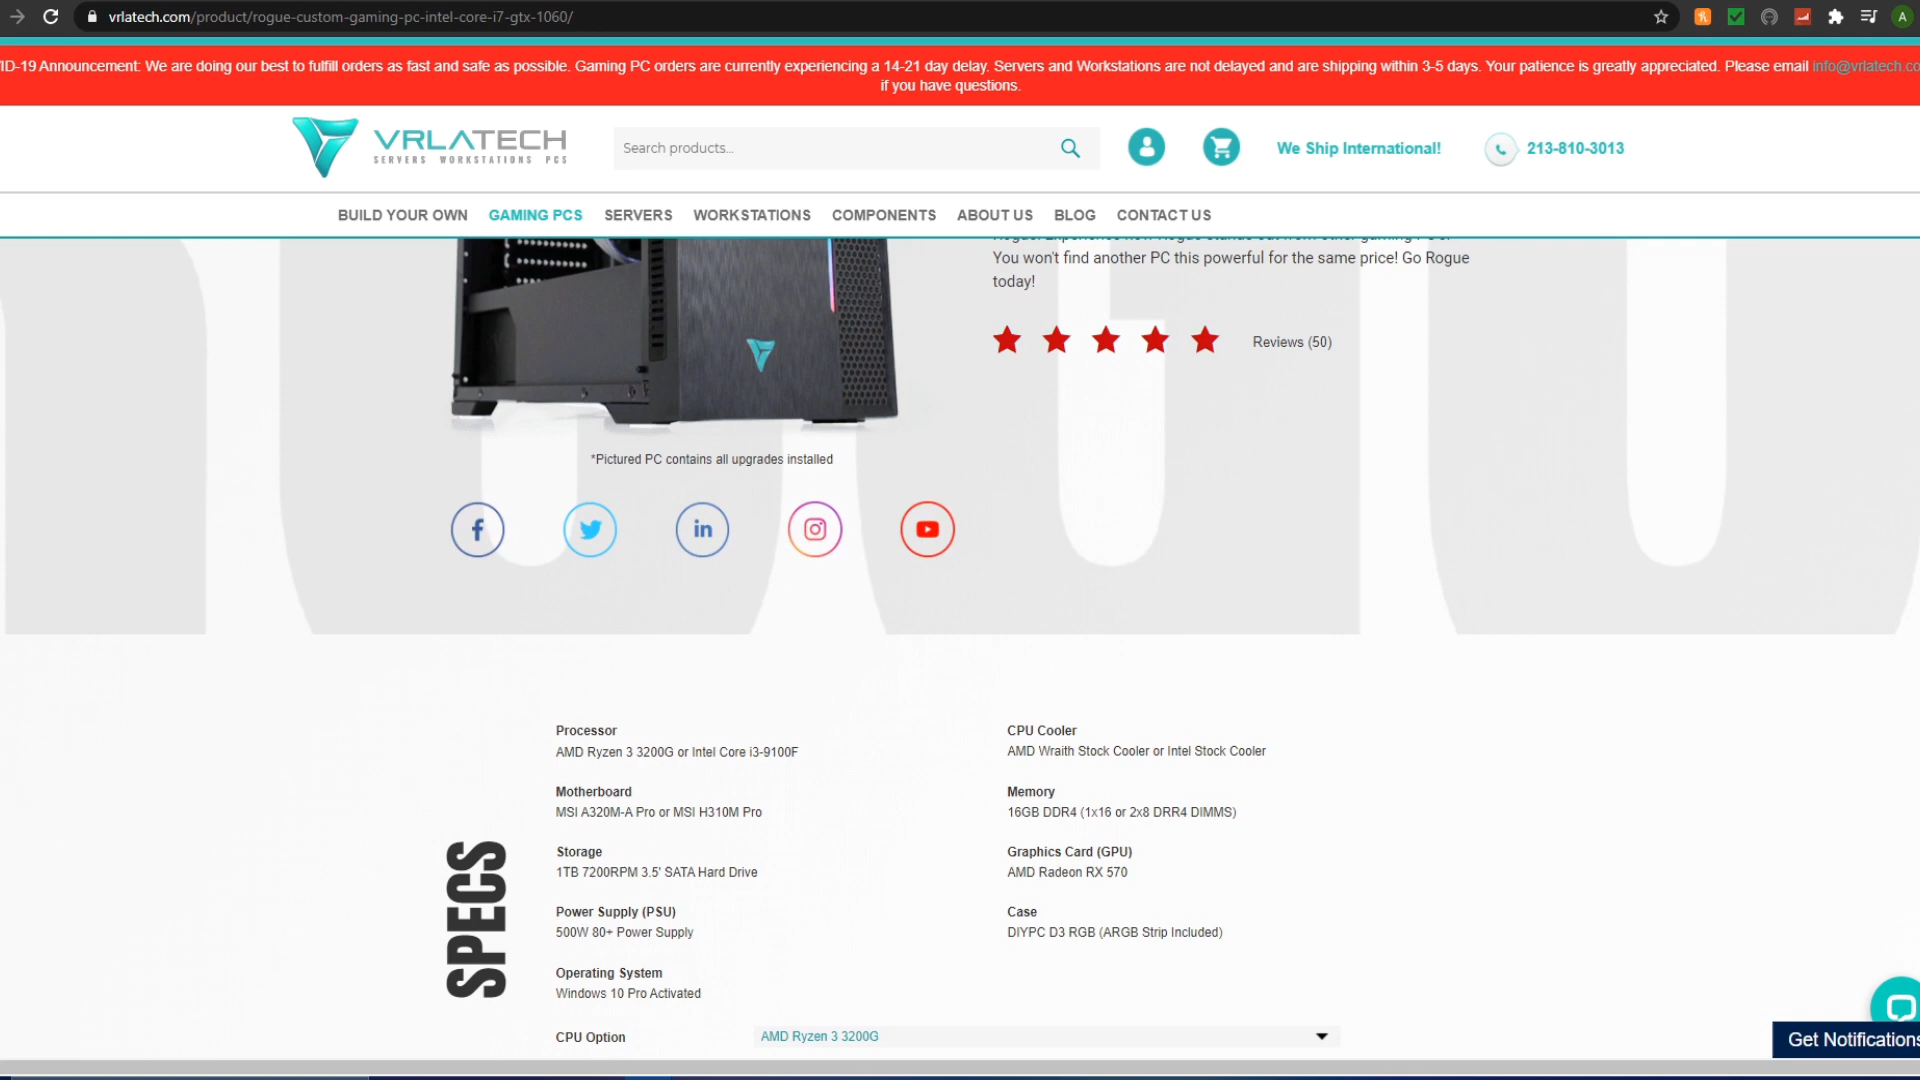 vrlatech.com/product/rogue-custom-gaming-pc-intel-core-i7-gtx-1060/
A
ID-19 Announcement: We are doing our best to fulfill orders as fast and safe as possible. Gaming PC orders are currently experiencing a 14-21 day delay. Servers and Workstations are not delayed and are shipping within 3-5 days. Your patience is greatly appreciated. Please email info@vrlatech.co
if you have questions.
VRLATECH
SERVERS WORKSTATIONS PCS
Search products...
We Ship International!
213-810-3013
BUILD YOUR OWN GAMING PCS SERVERS WORKSTATIONS COMPONENTS ABOUT US BLOG CONTACT US
You won't find another PC this powerful for the same price! Go Rogue
today!
Reviews (50)
*Pictured PC contains all upgrades installed
SPECS
Processor
AMD Ryzen 3 3200G or Intel Core i3-9100F
CPU Cooler
AMD Wraith Stock Cooler or Intel Stock Cooler
Motherboard
MSI A320M-A Pro or MSI H310M Pro
Memory
16GB DDR4 (1x16 or 2x8 DRR4 DIMMS)
Storage
1TB 7200RPM 3.5' SATA Hard Drive
Graphics Card (GPU)
AMD Radeon RX 570
Power Supply (PSU)
500W 80+ Power Supply
Case
DIYPC D3 RGB (ARGB Strip Included)
Operating System
Windows 10 Pro Activated
CPU Option
AMD Ryzen 3 3200G
Get Notifications